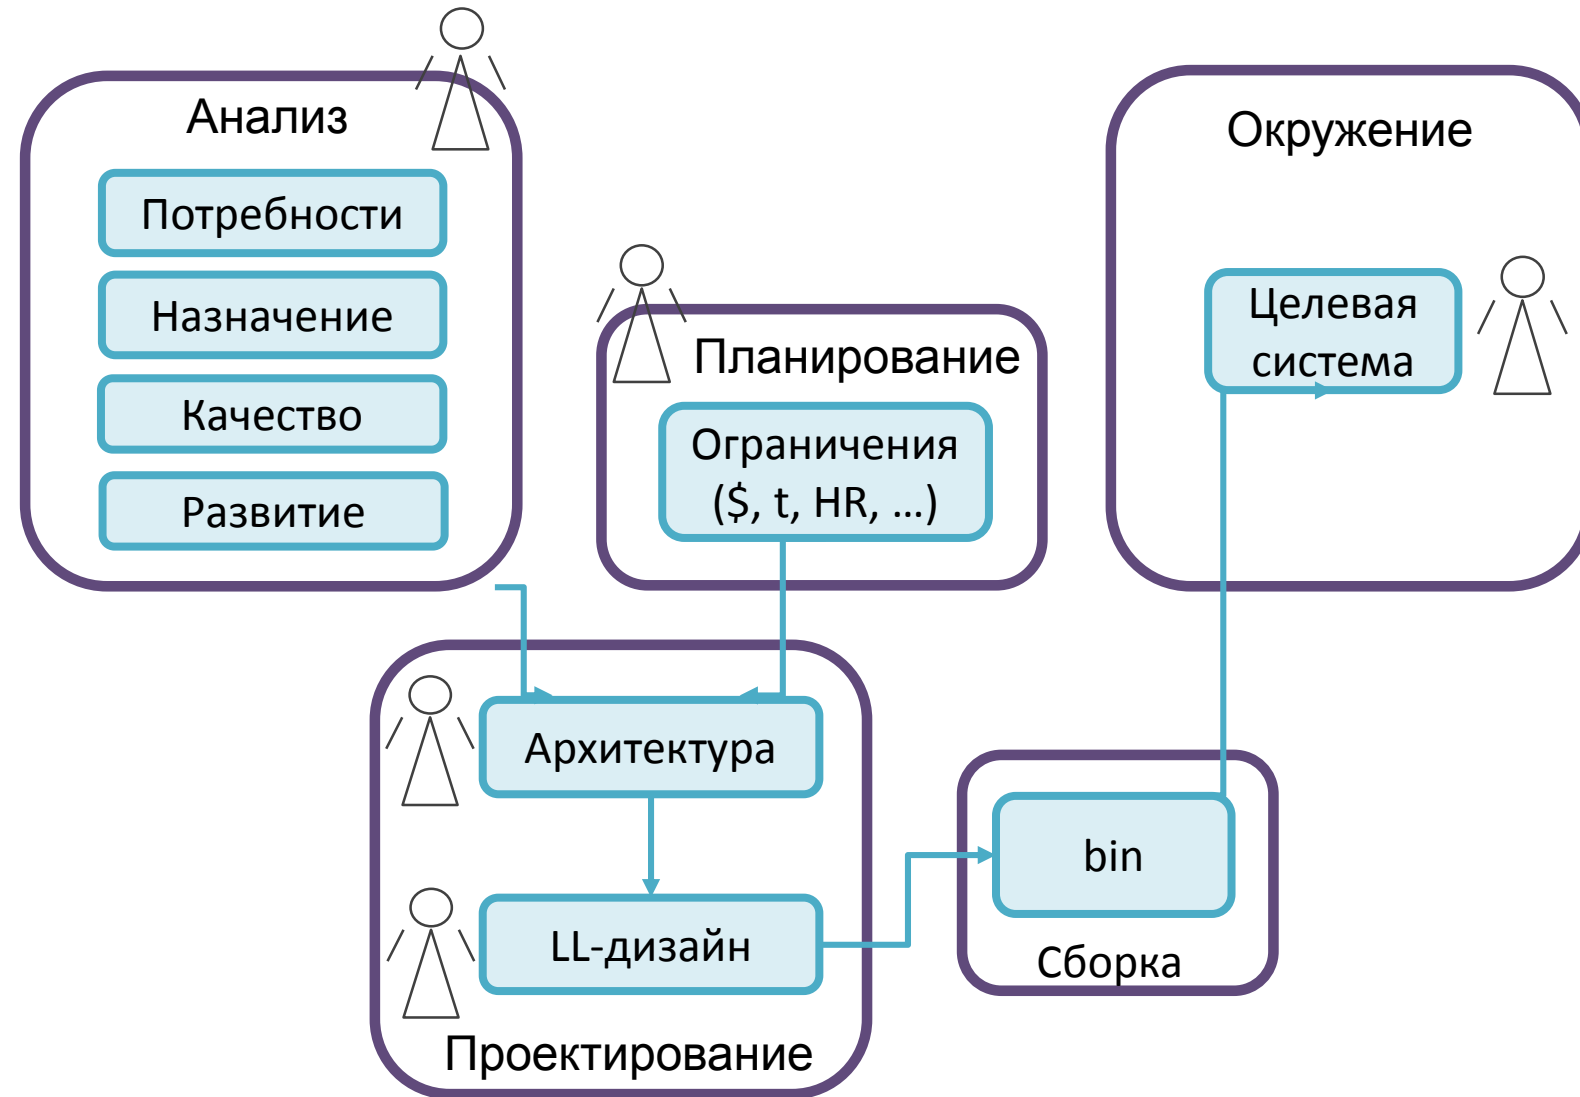 Анализ
Потребности
Назначение
Качество
Развитие
Планирование
Ограничения
($, t, HR, ...)
Окружение
Целевая
система
Архитектура
LL-дизайн
Проектирование
bin
Сборка